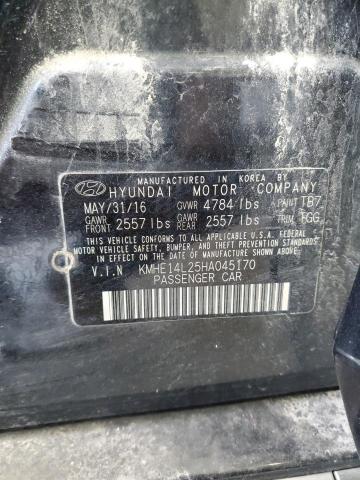 MANUFACTURED IN KOREA BY
HYUNDAI MOTOR COMPANY
MAY/31/16 GVWR 4784 lbs PAINT TB7
GAWR FRONT 2557 lbs GAWR REAR 2557 lbs TRIM FGG
THIS VEHICLE CONFORMS TO ALL APPLICABLE U.S.A. FEDERAL
MOTOR VEHICLE SAFETY, BUMPER, AND THEFT PREVENTION STANDARDS
IN EFFECT ON THE DATE OF MANUFACTURE SHOWN ABOVE.
V.I.N KMHE14L25HA045170
PASSENGER CAR